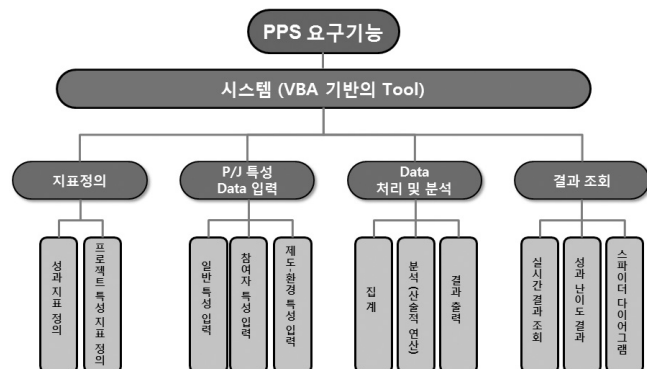 PPS 요구기능
시스템 (VBA 기반의 Tool)
지표정의
P/J 특성
Data 입력
Data
처리 및 분석
결과 조회
성과 지표 정의
프로젝트 특성 지표 정의
일반 특성 입력
참여자 특성 입력
제도-환경 특성 입력
집계
분석(산술적 연산)
결과 출력
실시간 결과 조회
성과 난이도 결과
스파이더 다이어그램